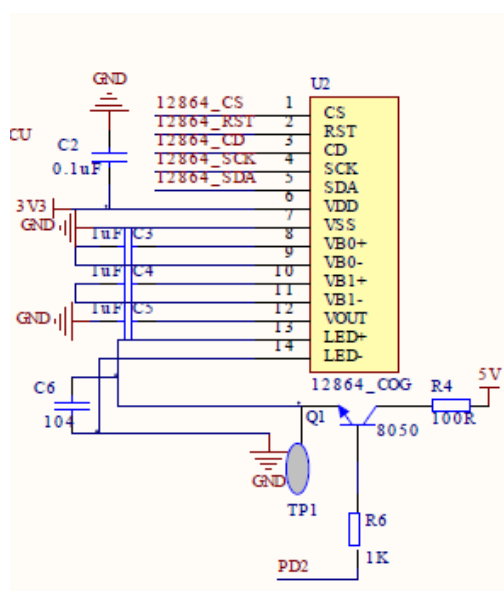 GND
U2
12864_CS
1
CS
12864_RST
2
RST
CU
12864_CD
3
CD
C2
12864_SCK
4
SCK
0.1uF
12864_SDA
5
SDA
6
VDD
3V3
7
VSS
GND
1uF C3
8
VB0+
9
VB0-
1uF C4
10
VB1+
11
VB1-
1uF C5
12
VOUT
GND
13
LED+
14
LED-
12864_COG
5V
C6
R4
104
Q1
8050
100R
GND
TP1
R6
1K
PD2